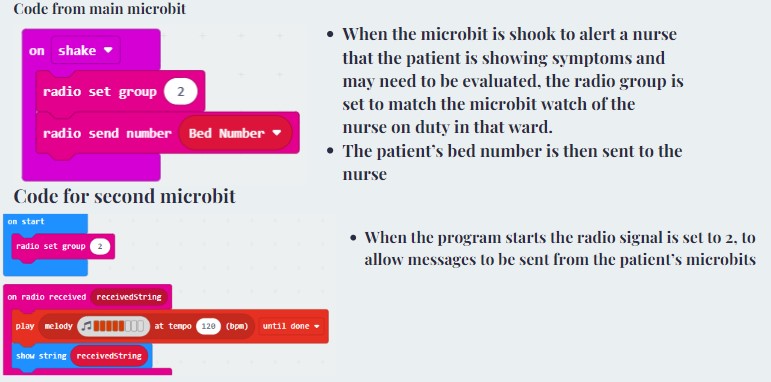 Code from main microbit
on shake
radio set group 2
radio send number Bed Number
• When the microbit is shook to alert a nurse
that the patient is showing symptoms and
may need to be evaluated, the radio group is
set to match the microbit watch of the
nurse on duty in that ward.
• The patient's bed number is then sent to the
nurse
Code for second microbit
on start
radio set group 2
on radio received receivedString
play melody at tempo 120 (bpm) until done
show string receivedString
• When the program starts the radio signal is set to 2, to
allow messages to be sent from the patient's microbits